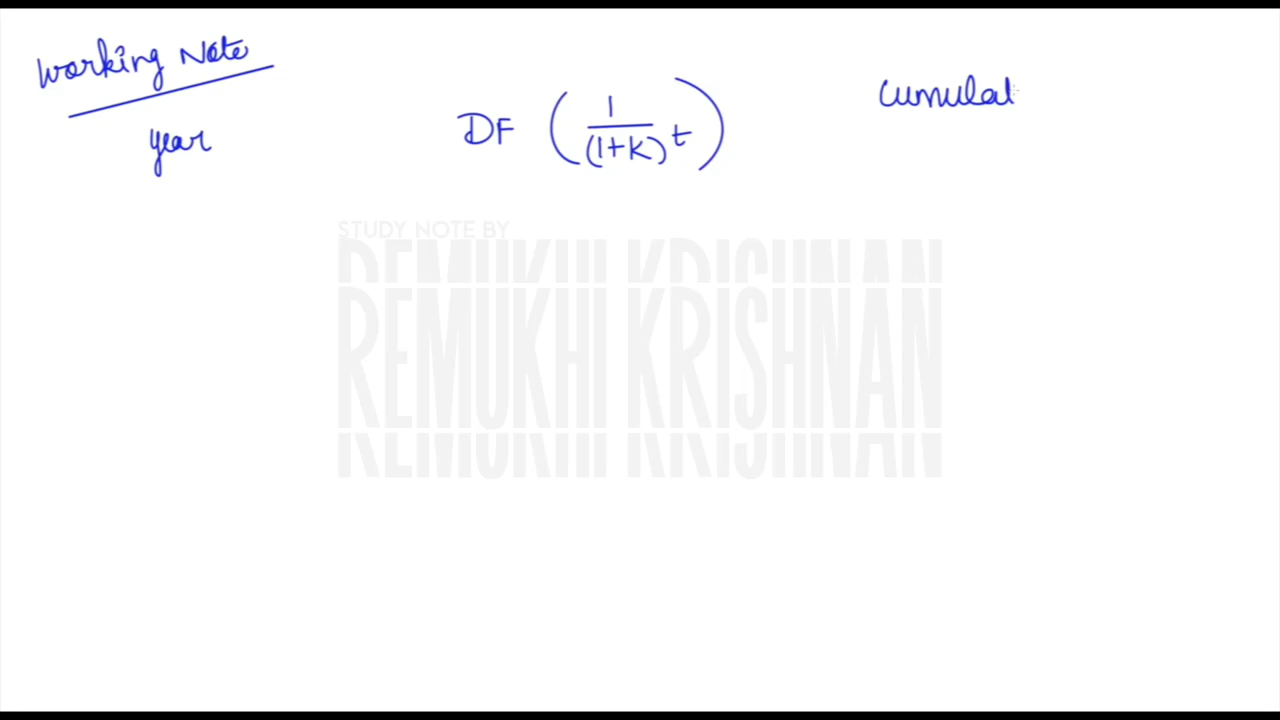 Working Note
year
DF (1/(1+K)^t)
cumulat
STUDY NOTE BY
REMUKHI KRISHNAN